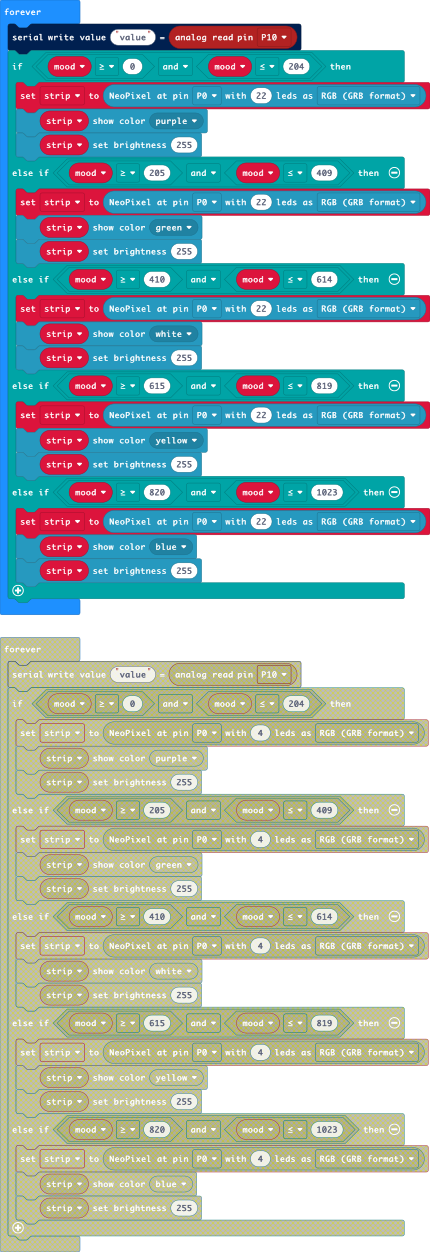 forever
serial write value "value" = analog read pin P10
if mood ≥ 0 and mood ≤ 204 then
set strip to NeoPixel at pin P0 with 22 leds as RGB (GRB format)
strip show color purple
strip set brightness 255
else if mood ≥ 205 and mood ≤ 409 then
set strip to NeoPixel at pin P0 with 22 leds as RGB (GRB format)
strip show color green
strip set brightness 255
else if mood ≥ 410 and mood ≤ 614 then
set strip to NeoPixel at pin P0 with 22 leds as RGB (GRB format)
strip show color white
strip set brightness 255
else if mood ≥ 615 and mood ≤ 819 then
set strip to NeoPixel at pin P0 with 22 leds as RGB (GRB format)
strip show color yellow
strip set brightness 255
else if mood ≥ 820 and mood ≤ 1023 then
set strip to NeoPixel at pin P0 with 22 leds as RGB (GRB format)
strip show color blue
strip set brightness 255
forever
serial write value "value" = analog read pin P10
if mood ≥ 0 and mood ≤ 204 then
set strip to NeoPixel at pin P0 with 4 leds as RGB (GRB format)
strip show color purple
strip set brightness 255
else if mood ≥ 205 and mood ≤ 409 then
set strip to NeoPixel at pin P0 with 4 leds as RGB (GRB format)
strip show color green
strip set brightness 255
else if mood ≥ 410 and mood ≤ 614 then
set strip to NeoPixel at pin P0 with 4 leds as RGB (GRB format)
strip show color white
strip set brightness 255
else if mood ≥ 615 and mood ≤ 819 then
set strip to NeoPixel at pin P0 with 4 leds as RGB (GRB format)
strip show color yellow
strip set brightness 255
else if mood ≥ 820 and mood ≤ 1023 then
set strip to NeoPixel at pin P0 with 4 leds as RGB (GRB format)
strip show color blue
strip set brightness 255